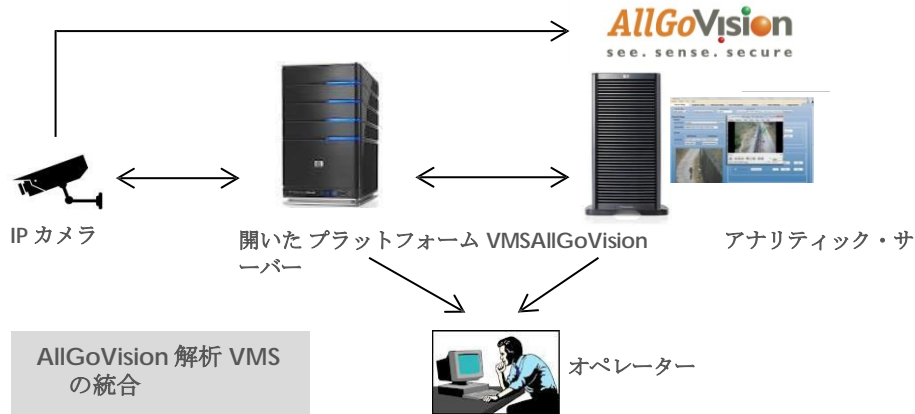 AllGoVision
see. sense. secure
IP カメラ
開いた プラットフォーム VMSAllGoVision アナリティック・サ
ーバー
オペレーター
AllGoVision 解析 VMS
の統合